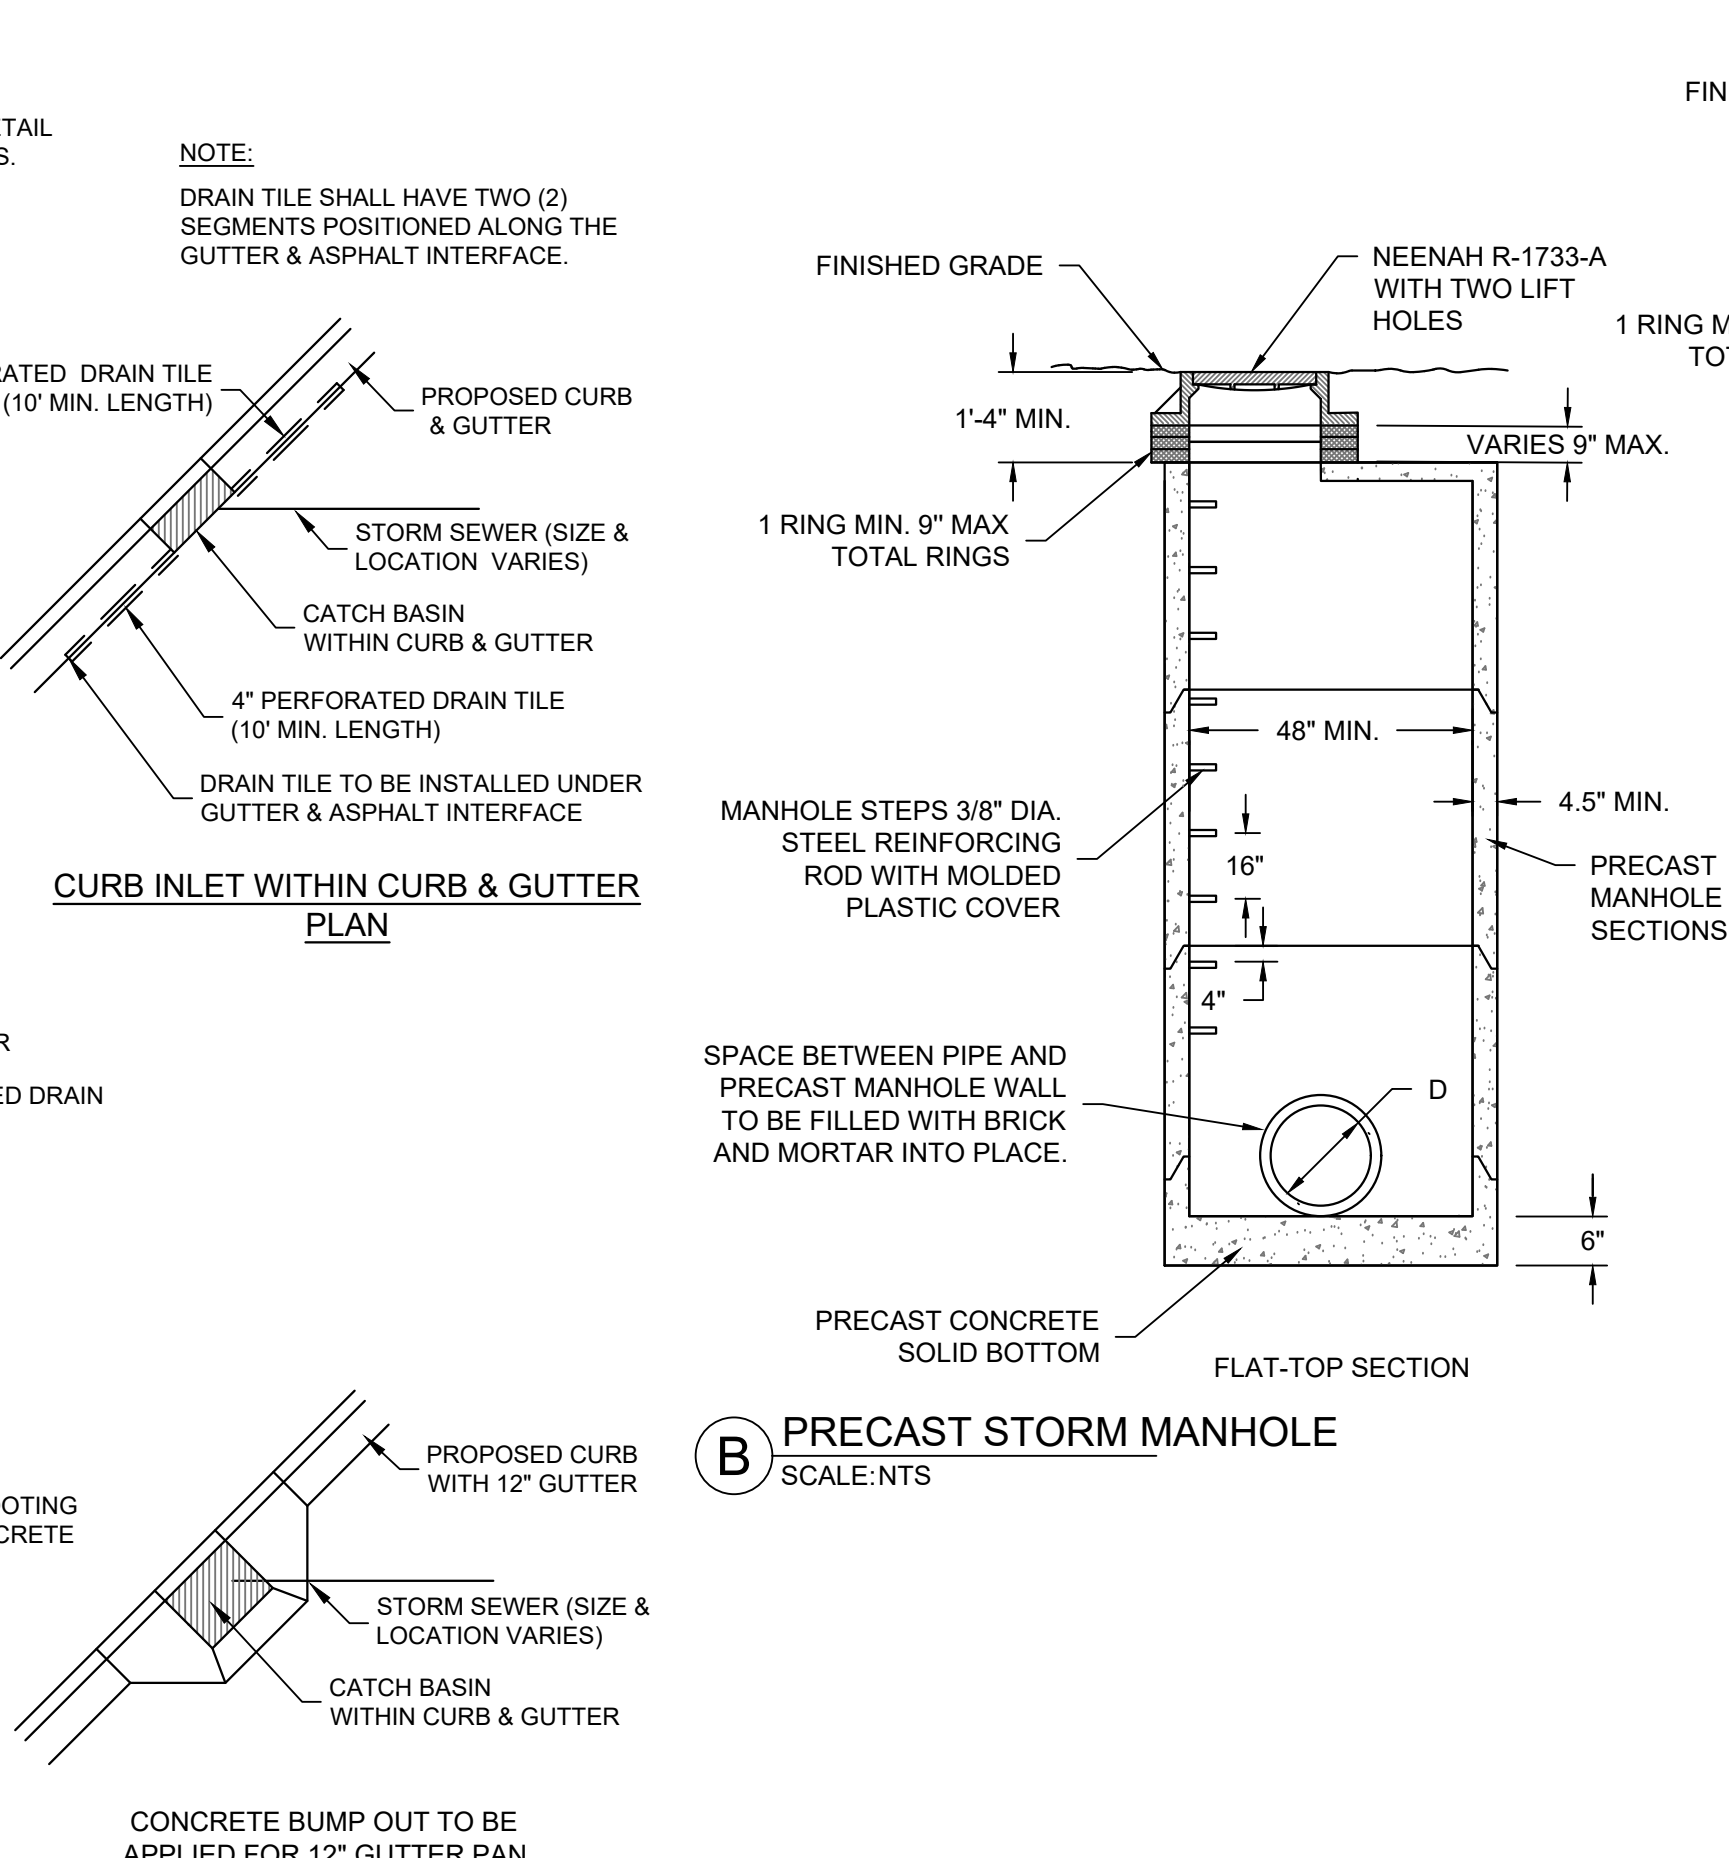 ETAIL
S.
NOTE:
DRAIN TILE SHALL HAVE TWO (2)
SEGMENTS POSITIONED ALONG THE
GUTTER & ASPHALT INTERFACE.
DRAIN TILE
(10' MIN. LENGTH)
PROPOSED CURB
& GUTTER
STORM SEWER (SIZE &
LOCATION VARIES)
CATCH BASIN
WITHIN CURB & GUTTER
4" PERFORATED DRAIN TILE
(10' MIN. LENGTH)
DRAIN TILE TO BE INSTALLED UNDER
GUTTER & ASPHALT INTERFACE
CURB INLET WITHIN CURB & GUTTER
PLAN
R
ED DRAIN
OOTING
CRETE
PROPOSED CURB
WITH 12" GUTTER
STORM SEWER (SIZE &
LOCATION VARIES)
CATCH BASIN
WITHIN CURB & GUTTER
CONCRETE BUMP OUT TO BE
APPLIED FOR 12" GUTTER PAN
FINISHED GRADE
NEENAH R-1733-A
WITH TWO LIFT
HOLES
1'-4" MIN.
VARIES 9" MAX.
1 RING MIN. 9" MAX
TOTAL RINGS
48" MIN.
MANHOLE STEPS 3/8" DIA.
STEEL REINFORCING
ROD WITH MOLDED
PLASTIC COVER
16"
4"
4.5" MIN.
PRECAST
MANHOLE
SECTIONS
SPACE BETWEEN PIPE AND
PRECAST MANHOLE WALL
TO BE FILLED WITH BRICK
AND MORTAR INTO PLACE.
D
6"
PRECAST CONCRETE
SOLID BOTTOM
FLAT-TOP SECTION
B
PRECAST STORM MANHOLE
SCALE:NTS
FIN
1 RING M
TOT